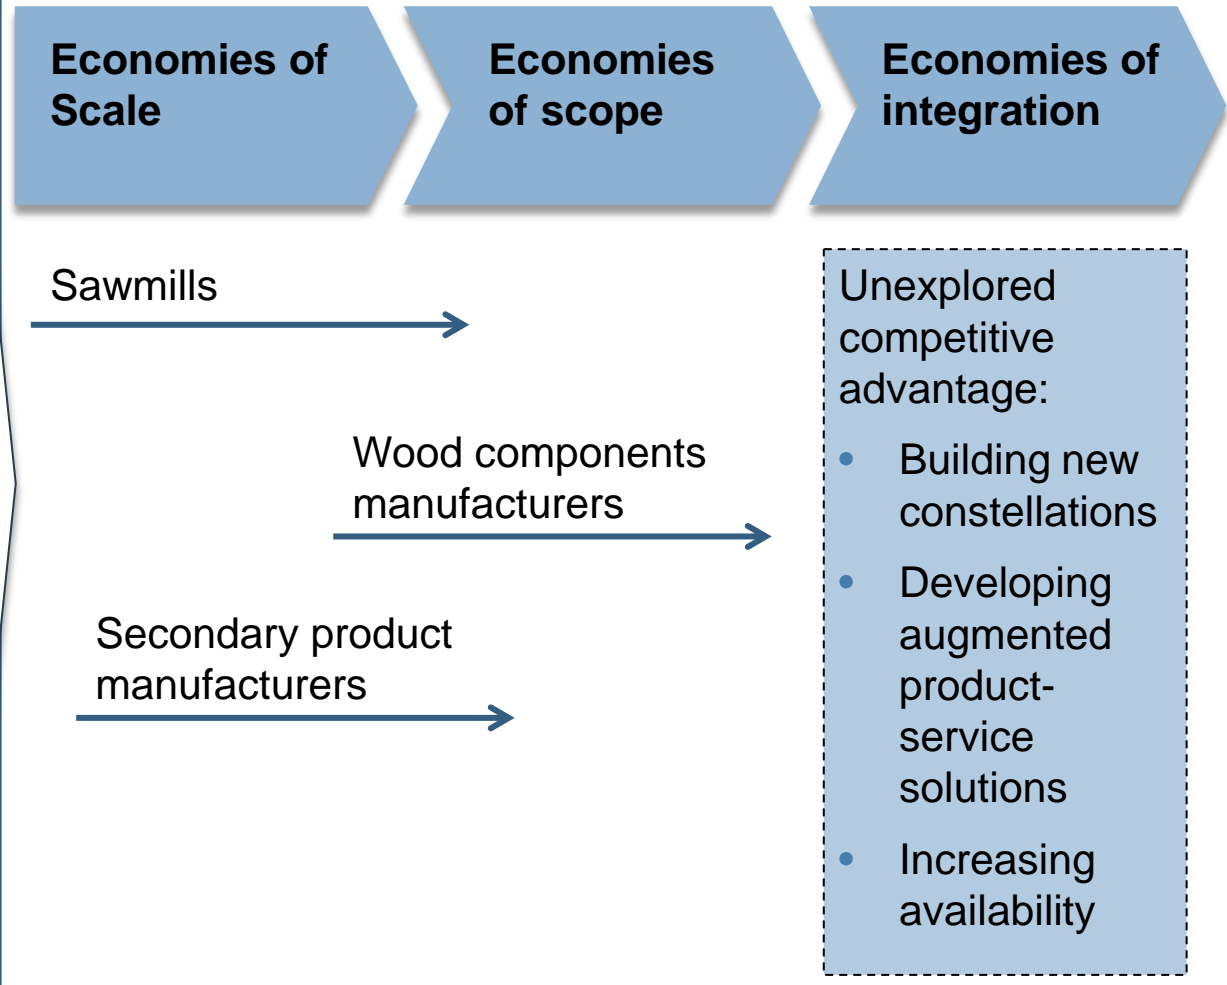 Economies of
Scale
Economies
of scope
Economies of
integration
Sawmills
Wood components
manufacturers
Secondary product
manufacturers
Unexplored
competitive
advantage:
• Building new
constellations
• Developing
augmented
product-
service
solutions
• Increasing
availability